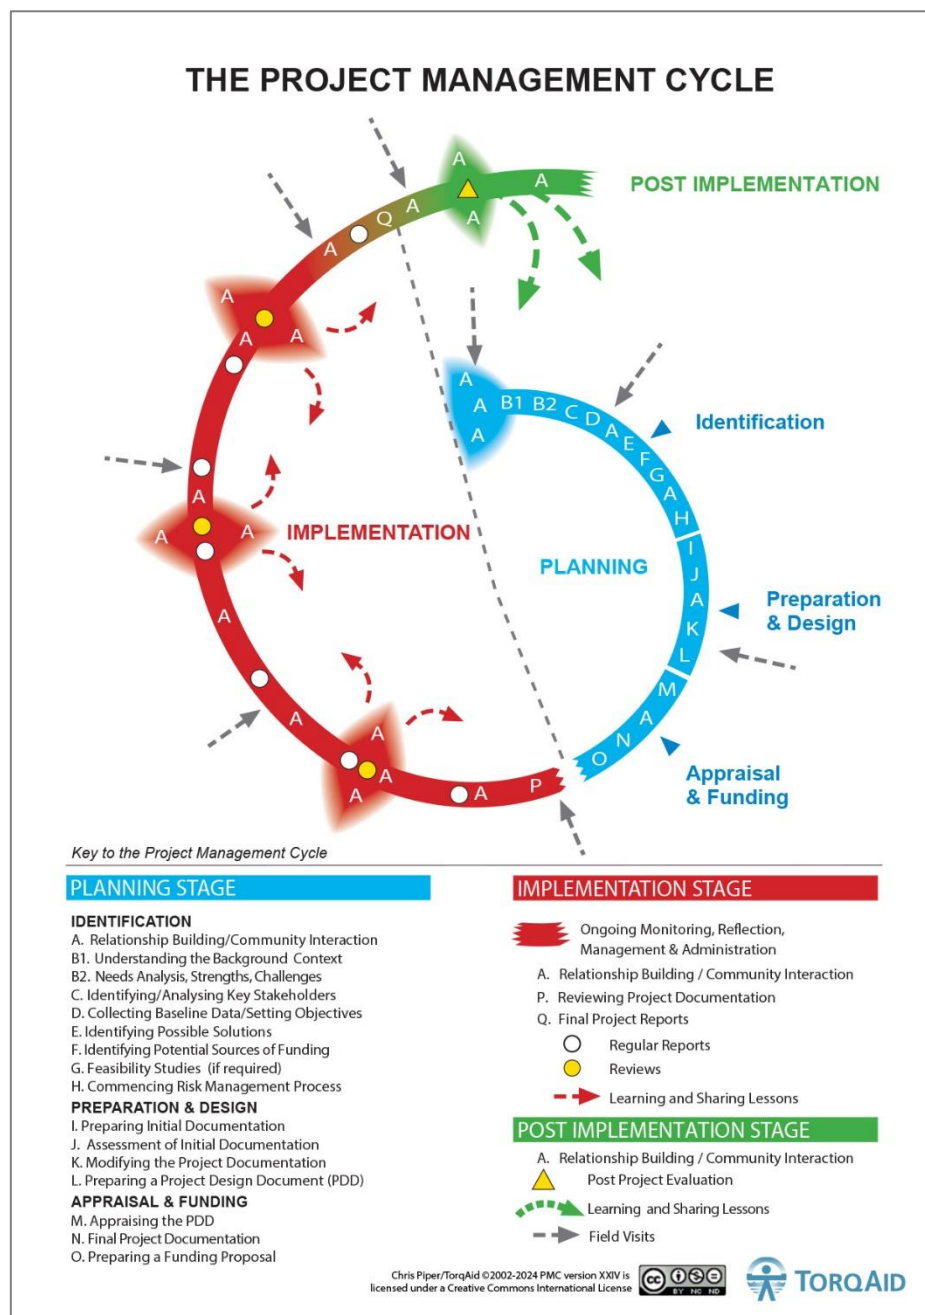 THE PROJECT MANAGEMENT CYCLE
POST IMPLEMENTATION
A
A
A
A
Q
A
A
A
A
A
A
A
A
A
A
A
A
A
A
P
IMPLEMENTATION
A
A
A
B1
B2
C
D
A
E
F
G
A
H
I
J
A
K
L
M
A
N
O
PLANNING
Identification
Preparation
& Design
Appraisal
& Funding
Key to the Project Management Cycle
PLANNING STAGE
IDENTIFICATION
A. Relationship Building/Community Interaction
B1. Understanding the Background Context
B2. Needs Analysis, Strengths, Challenges
C. Identifying/Analysing Key Stakeholders
D. Collecting Baseline Data/Setting Objectives
E. Identifying Possible Solutions
F. Identifying Potential Sources of Funding
G. Feasibility Studies (if required)
H. Commencing Risk Management Process
PREPARATION & DESIGN
I. Preparing Initial Documentation
J. Assessment of Initial Documentation
K. Modifying the Project Documentation
L. Preparing a Project Design Document (PDD)
APPRAISAL & FUNDING
M. Appraising the PDD
N. Final Project Documentation
O. Preparing a Funding Proposal
IMPLEMENTATION STAGE
Ongoing Monitoring, Reflection,
Management & Administration
A. Relationship Building / Community Interaction
P. Reviewing Project Documentation
Q. Final Project Reports
Regular Reports
Reviews
Learning and Sharing Lessons
POST IMPLEMENTATION STAGE
A. Relationship Building / Community Interaction
Post Project Evaluation
Learning and Sharing Lessons
Field Visits
Chris Piper/TorqAid ©2002-2024 PMC version XXIV is
licensed under a Creative Commons International License
cc
BY NC ND
TORQAID